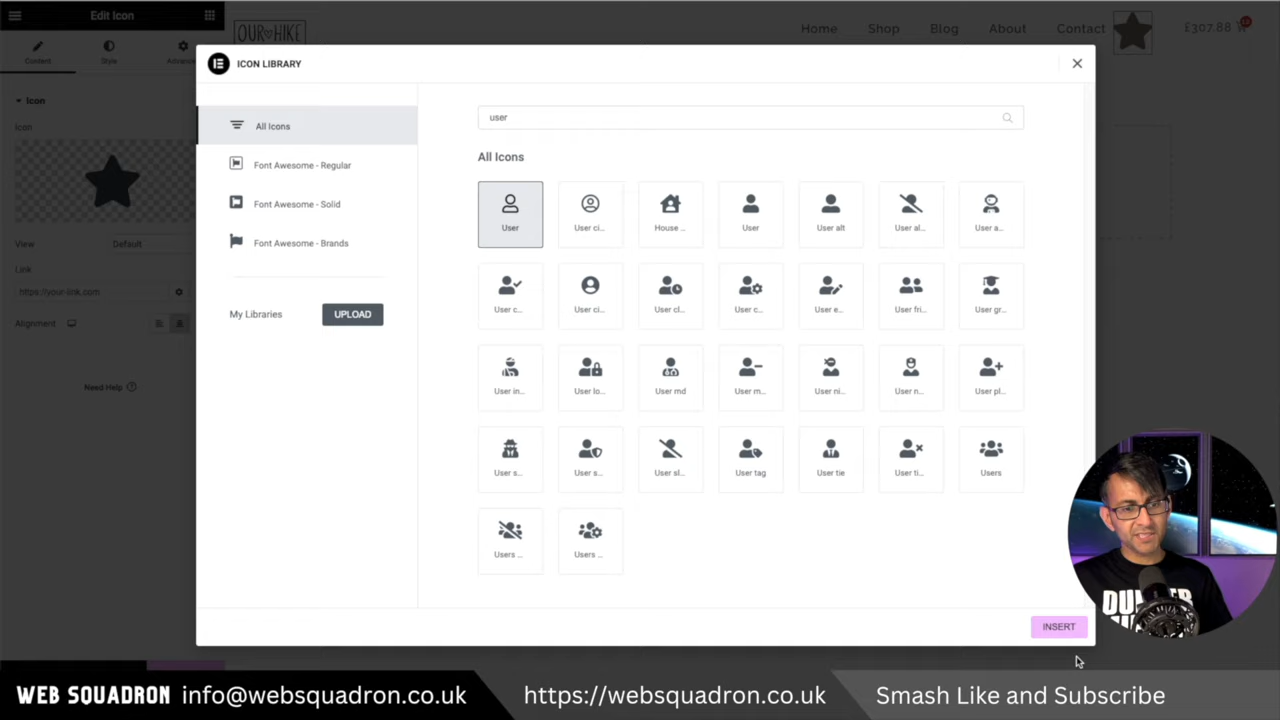 Edit Icon
OUR HIKE
Home Shop Blog About Contact £307.88
Content Style Advanc
ICON LIBRARY
Icon
Icon
View Default
Link
https://your-link.com
Alignment
Need Help
All Icons
Font Awesome - Regular
Font Awesome - Solid
Font Awesome - Brands
My Libraries UPLOAD
user
All Icons
User User ci... House ... User User alt User al... User a...
User c... User ci... User cl... User c... User e... User fri... User gr...
User in... User lo... User md User m... User ni... User n... User pl...
User s... User s... User sl... User tag User tie User ti... Users
Users ... Users ...
INSERT
WEB SQUADRON info@websquadron.co.uk https://websquadron.co.uk Smash Like and Subscribe